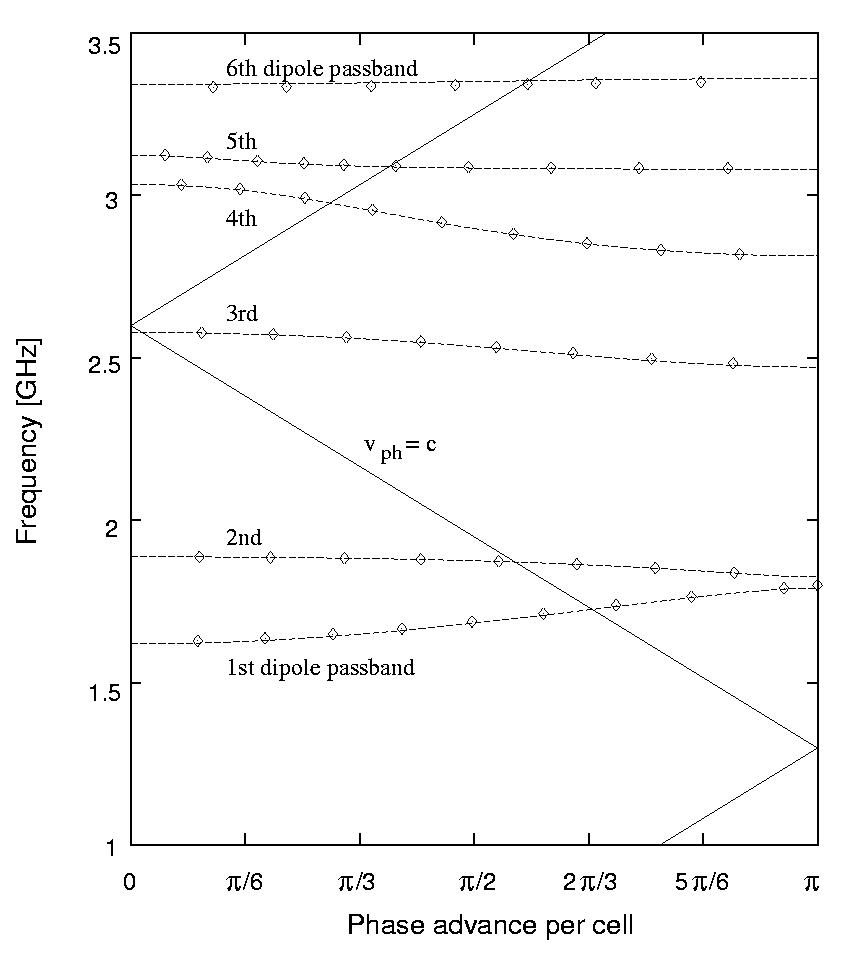 3.5
6th dipole passband
5th
3
4th
3rd
2.5
v ph = c
Frequency [GHz]
2nd
2
1st dipole passband
1.5
1
0 π/6 π/3 π/2 2π/3 5π/6 π
Phase advance per cell